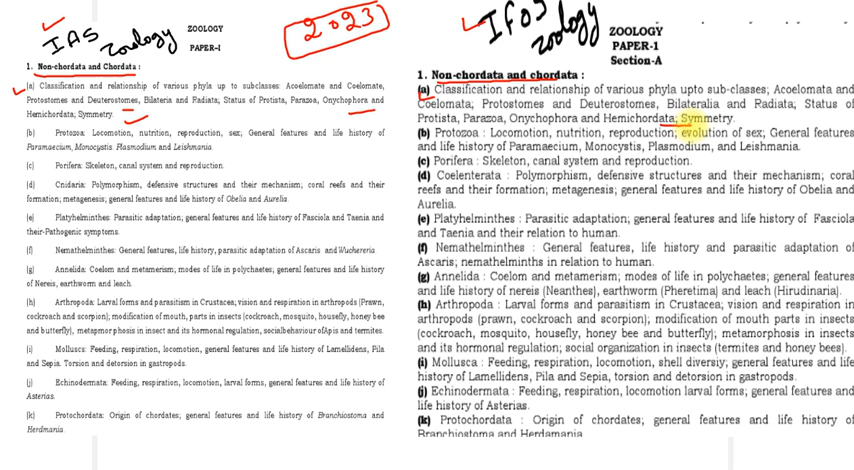 IAS Zoology
2023
ZOOLOGY
PAPER-I
1. Non-chordata and Chordata :
(a) Classification and relationship of various phyla up to subclasses: Acoelomate and Coelomate,
Protostomes and Deuterostomes, Bilateria and Radiata; Status of Protista, Parazoa, Onychophora and
Hemichordata; Symmetry.
(b) Protozoa: Locomotion, nutrition, reproduction, sex; General features and life history of
Paramaecium, Monocystis. Plasmodium and Leishmania.
(c) Porifera: Skeleton, canal system and reproduction.
(d) Cnidaria: Polymorphism, defensive structures and their mechanism; coral reefs and their
formation; metagenesis; general features and life history of Obelia and Aurelia.
(e) Platyhelminthes: Parasitic adaptation; general features and life history of Fasciola and Taenia and
their-Pathogenic symptoms.
(f) Nemathelminthes: General features, life history, parasitic adaptation of Ascaris and Wuchereria.
(g) Annelida: Coelom and metamerism; modes of life in polychaetes; general features and life history
of Nereis, earthworm and leach.
(h) Arthropoda: Larval forms and parasitism in Crustacea; vision and respiration in arthropods (Prawn,
cockroach and scorpion); modification of mouth, parts in insects (cockroach, mosquito, housefly, honey bee
and butterfly), metamorphosis in insect and its hormonal regulation, social behaviour of Apis and termites.
(i) Molluscs: Feeding, respiration, locomotion, general features and life history of Lamellidens, Pila
and Sepia. Torsion and detorsion in gastropods.
(j) Echinodermata: Feeding, respiration, locomotion, larval forms, general features and life history of
Asterias.
(k) Protochordata: Origin of chordates; general features and life history of Branchiostoma and
Herdmania.
IFOS Zoology
ZOOLOGY
PAPER-1
Section-A
1. Non-chordata and chordata :
(a) Classification and relationship of various phyla upto sub-classes; Acoelomata and
Coelomata; Protostomes and Deuterostomes, Bilateralia and Radiata; Status of
Protista, Parazoa, Onychophora and Hemichordata; Symmetry.
(b) Protozoa : Locomotion, nutrition, reproduction; evolution of sex; General features
and life history of Paramaecium, Monocystis, Plasmodium, and Leishmania.
(c) Porifera : Skeleton, canal system and reproduction.
(d) Coelenterata : Polymorphism, defensive structures and their mechanism; coral
reefs and their formation; metagenesis; general features and life history of Obelia and
Aurelia.
(e) Platyhelminthes : Parasitic adaptation; general features and life history of Fasciola
and Taenia and their relation to human.
(f) Nemathelminthes : General features, life history and parasitic adaptation of
Ascaris; nemathelminths in relation to human.
(g) Annelida : Coelom and metamerism; modes of life in polychaetes; general features
and life history of nereis (Neanthes), earthworm (Pheretima) and leach (Hirudinaria).
(h) Arthropoda : Larval forms and parasitism in Crustacea; vision and respiration in
arthropods (prawn, cockroach and scorpion); modification of mouth parts in insects
(cockroach, mosquito, housefly, honey bee and butterfly); metamorphosis in insects
and its hormonal regulation; social organization in insects (termites and honey bees).
(i) Mollusca : Feeding, respiration, locomotion, shell diversiy; general features and life
history of Lamellidens, Pila and Sepia, torsion and detorsion in gastropods.
(j) Echinodermata : Feeding, respiration, locomotion larval forms; general features and
life history of Asterias.
(k) Protochordata : Origin of chordates; general features and life history of
Branchiostoma and Herdamania.